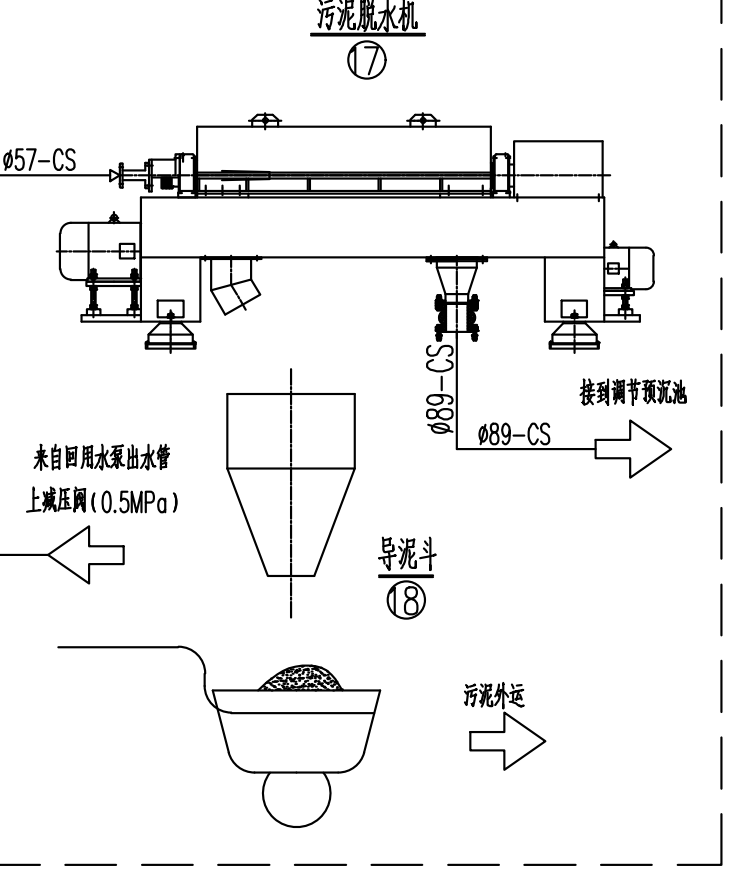 污泥脱水机
17
ø57-CS
ø89-CS
接到调节预沉池
ø89-CS
来自回用水泵出水管
上减压阀(0.5MPa)
导泥斗
18
污泥外运